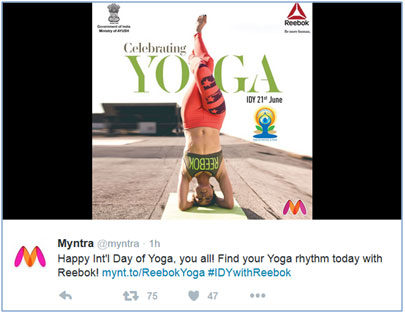 Government of India
Ministry of AYUSH
Reebok
Be more human.
Celebrating
YOGA
IDY 21st June
REEBOK
Myntra @myntra · 1h
Happy Int'l Day of Yoga, you all! Find your Yoga rhythm today with
Reebok! mynt.to/ReebokYoga #IDYwithReebok
75
47